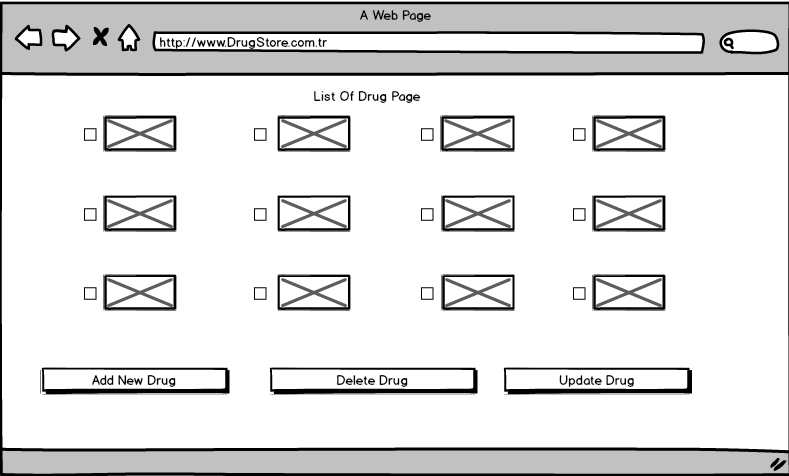 A Web Page
http://www.DrugStore.com.tr
List Of Drug Page
Add New Drug
Delete Drug
Update Drug